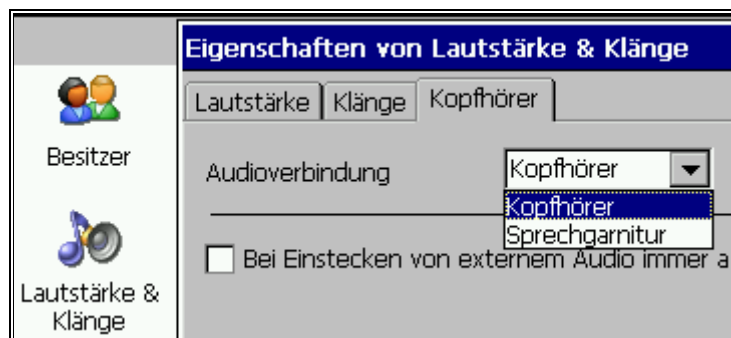 Eigenschaften von Lautstärke & Klänge
Lautstärke Klänge Kopfhörer
Besitzer
Audioverbindung Kopfhörer
Kopfhörer
Sprechgarnitur
Bei Einstecken von externem Audio immer a
Lautstärke &
Klänge